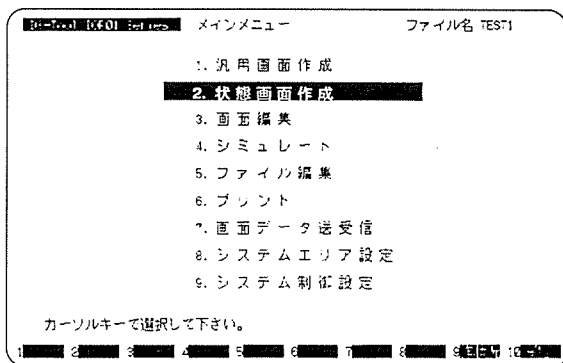 メインメニュー ファイル名 TEST1
1. 汎用画面作成
2. 状態画面作成
3. 画面編集
4. シミュレート
5. ファイル編集
6. プリント
7. 画面データ送受信
8. システムエリア設定
9. システム制御設定
カーソルキーで選択して下さい。
1 2 3 4 5 6 7 8 9 10